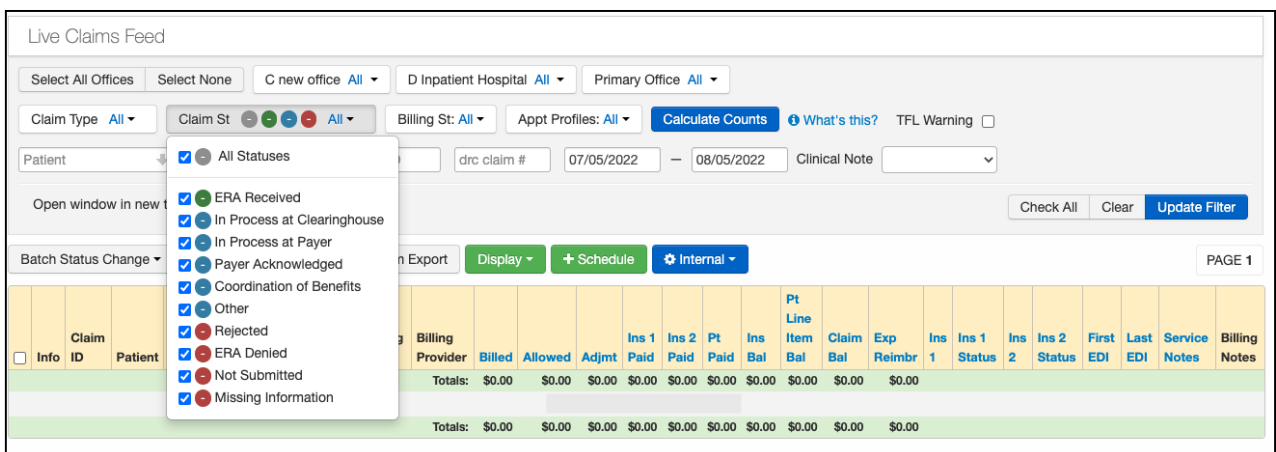 Live Claims Feed
Select All Offices Select None C new office All D Inpatient Hospital All Primary Office All
Claim Type All Claim St - - - - All Billing St: All Appt Profiles: All Calculate Counts What's this? TFL Warning
Patient drc claim # 07/05/2022 — 08/05/2022 Clinical Note
- All Statuses
- ERA Received
- In Process at Clearinghouse
- In Process at Payer
- Payer Acknowledged
- Coordination of Benefits
- Other
- Rejected
- ERA Denied
- Not Submitted
- Missing Information
Open window in new t Check All Clear Update Filter
Batch Status Change Export Display + Schedule Internal PAGE 1
Info Claim ID Patient Billing Provider Billed Allowed Adjmt Ins 1 Paid Ins 2 Paid Pt Paid Ins Bal Pt Line Item Bal Claim Bal Exp Reimbr Ins 1 Ins 1 Status Ins 2 Ins 2 Status First EDI Last EDI Service Notes Billing Notes
Totals: $0.00 $0.00 $0.00 $0.00 $0.00 $0.00 $0.00 $0.00 $0.00 $0.00
Totals: $0.00 $0.00 $0.00 $0.00 $0.00 $0.00 $0.00 $0.00 $0.00 $0.00